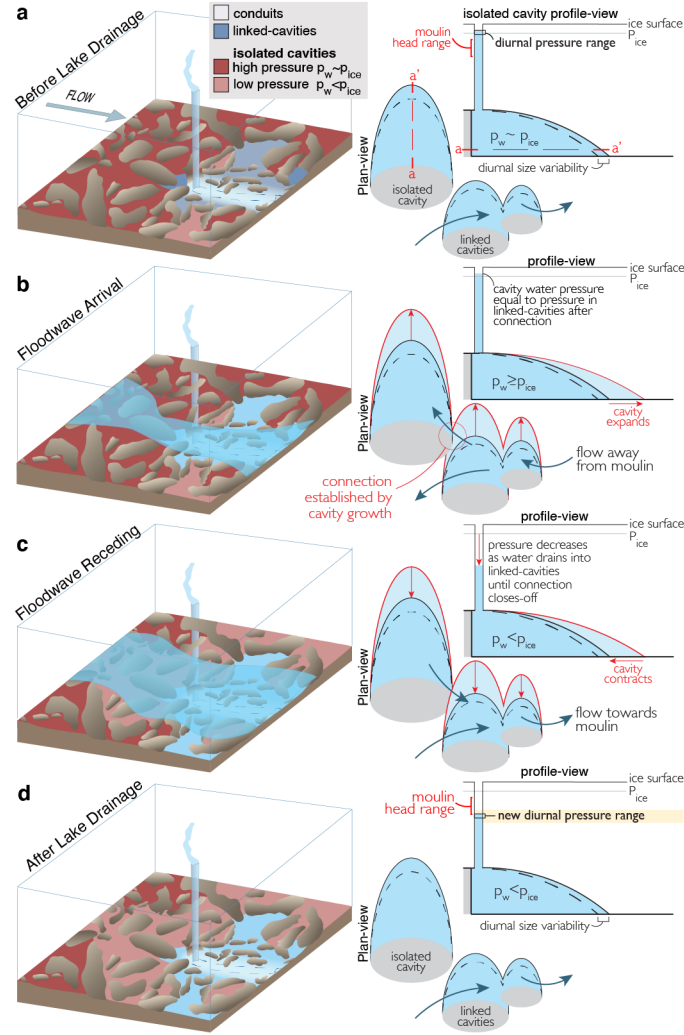 a
Before Lake Drainage
FLOW
conduits
linked-cavities
isolated cavities
high pressure pw~pice
low pressure pw<pice
isolated cavity profile-view
ice surface
Pice
moulin
head range
diurnal pressure range
pw~ pice
a
a'
diurnal size variability
Plan-view
a'
a
isolated
cavity
linked
cavities
b
Floodwave Arrival
profile-view
ice surface
Pice
cavity water pressure
equal to pressure in
linked-cavities after
connection
pw≥pice
cavity
expands
Plan-view
connection
established by
cavity growth
flow away
from moulin
c
Floodwave Receding
profile-view
ice surface
Pice
pressure decreases
as water drains into
linked-cavities
until connection
closes-off
pw<pice
cavity
contracts
Plan-view
flow towards
moulin
d
After Lake Drainage
profile-view
ice surface
Pice
moulin
head range
new diurnal pressure range
pw<pice
diurnal size variability
Plan-view
isolated
cavity
linked
cavities